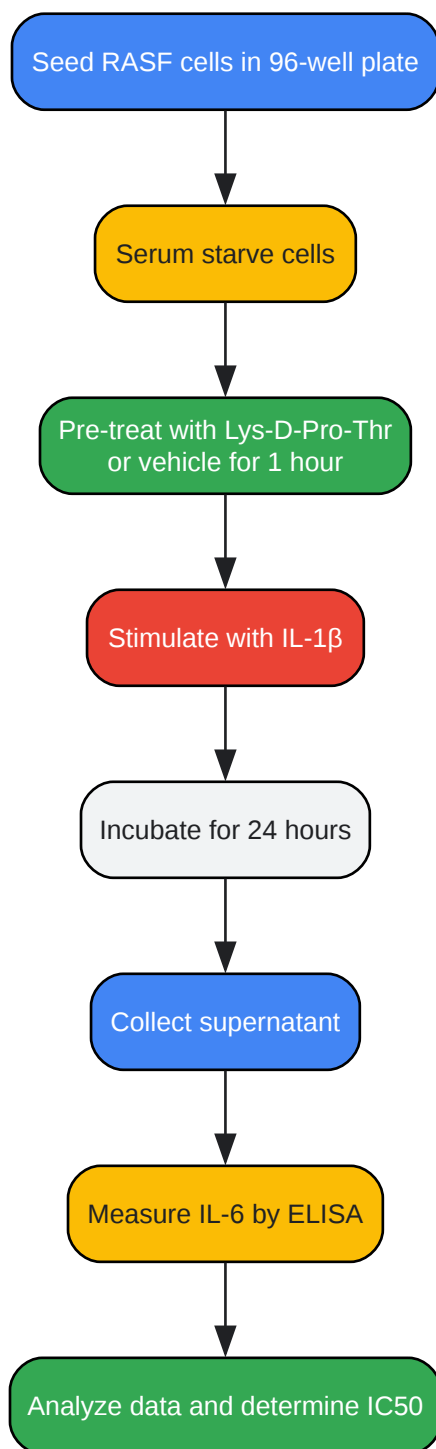 Seed RASF cells in 96-well plate
Serum starve cells
Pre-treat with Lys-D-Pro-Thr
or vehicle for 1 hour
Stimulate with IL-1β
Incubate for 24 hours
Collect supernatant
Measure IL-6 by ELISA
Analyze data and determine IC50